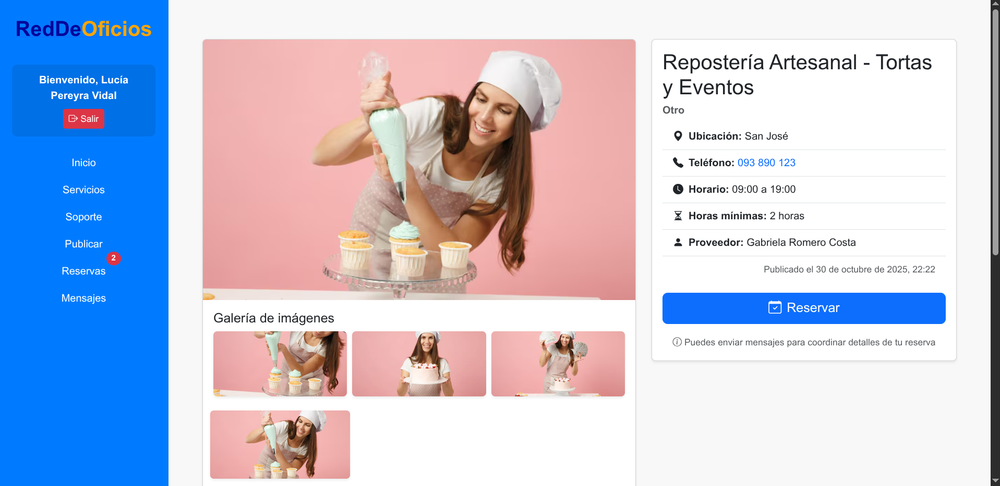 RedDeOficios
Bienvenido, Lucía
Pereyra Vidal
Salir
Inicio
Servicios
Soporte
Publicar
2
Reservas
Mensajes
Galería de imágenes
Repostería Artesanal - Tortas
y Eventos
Otro
Ubicación: San José
Teléfono: 093 890 123
Horario: 09:00 a 19:00
Horas mínimas: 2 horas
Proveedor: Gabriela Romero Costa
Publicado el 30 de octubre de 2025, 22:22
Reservar
Puedes enviar mensajes para coordinar detalles de tu reserva